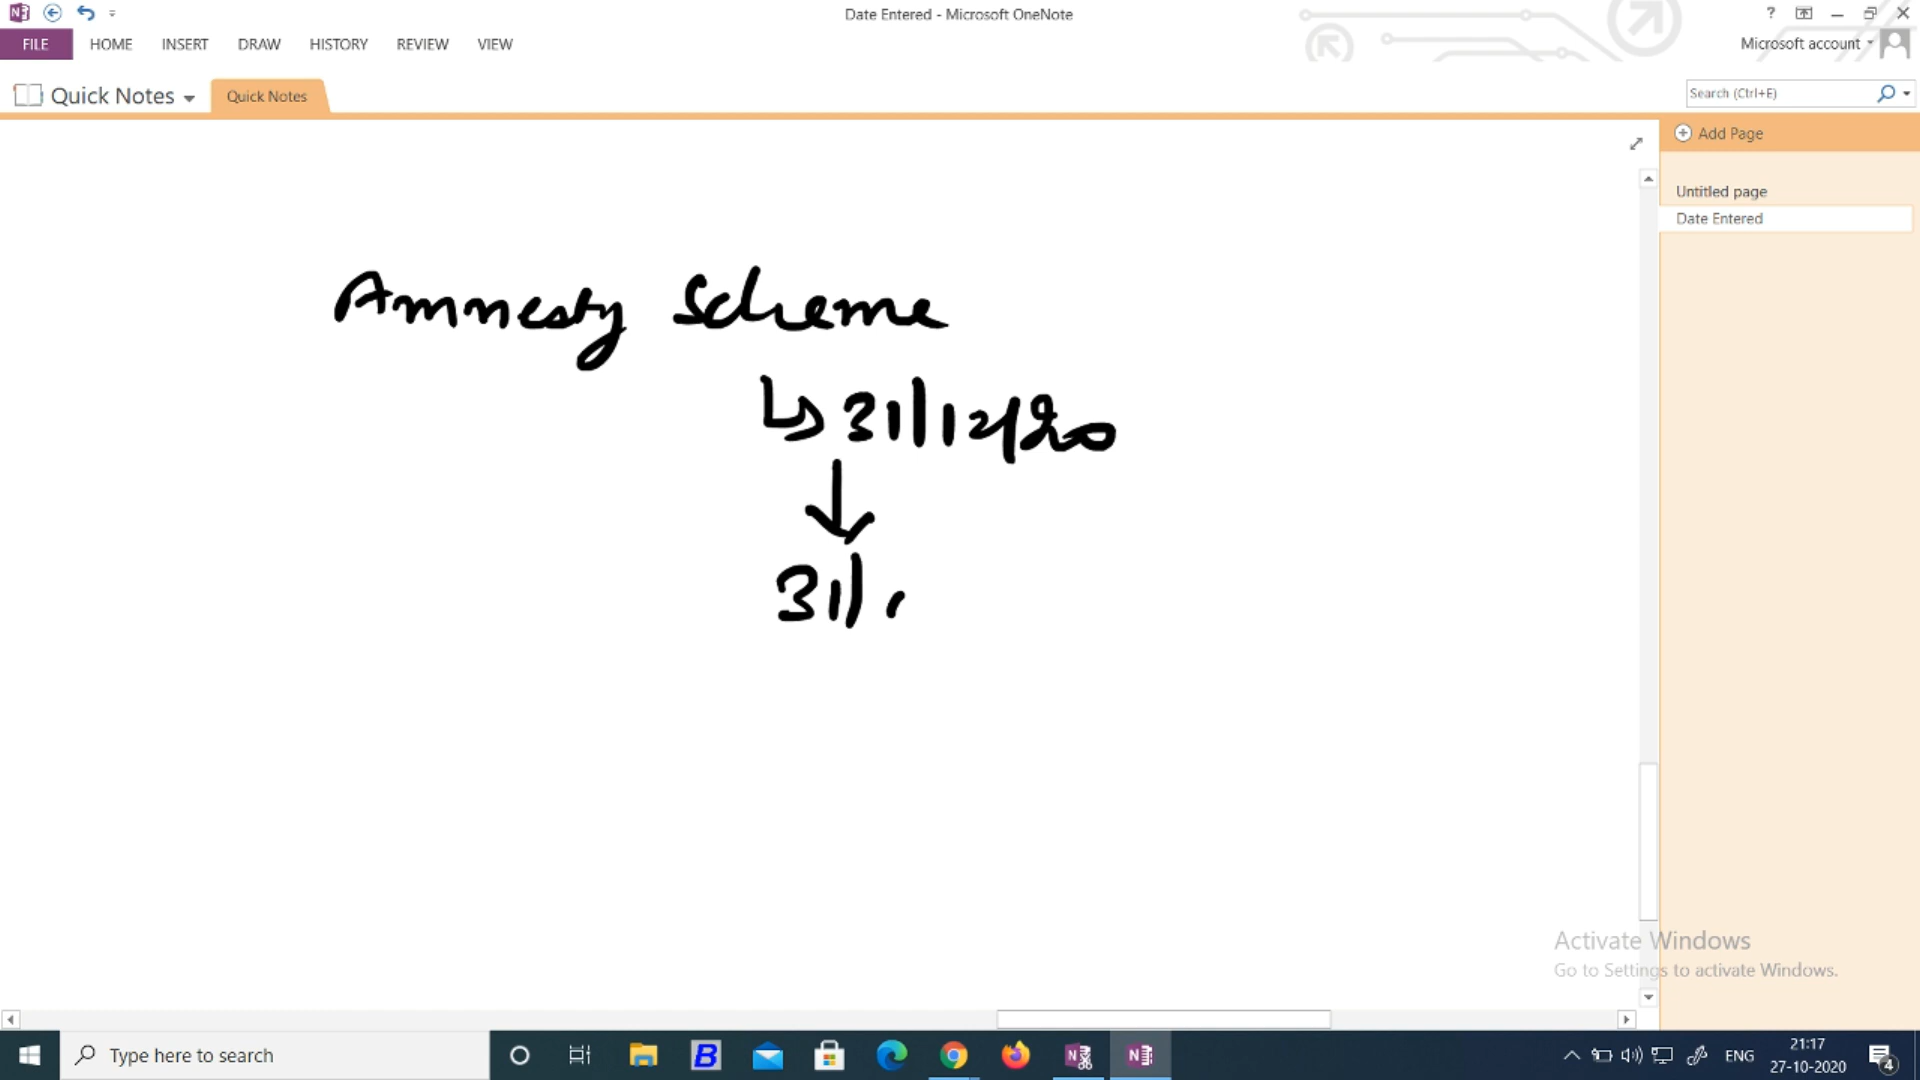 Date Entered - Microsoft OneNote
?
FILE HOME INSERT DRAW HISTORY REVIEW VIEW
Microsoft account
Quick Notes
Quick Notes
Search (Ctrl+E)
Add Page
Untitled page
Date Entered
Amnesty Scheme
↳ 31/12/20
↓
31/
Activate Windows
Go to Settings to activate Windows.
Type here to search
ENG
21:17
27-10-2020
4